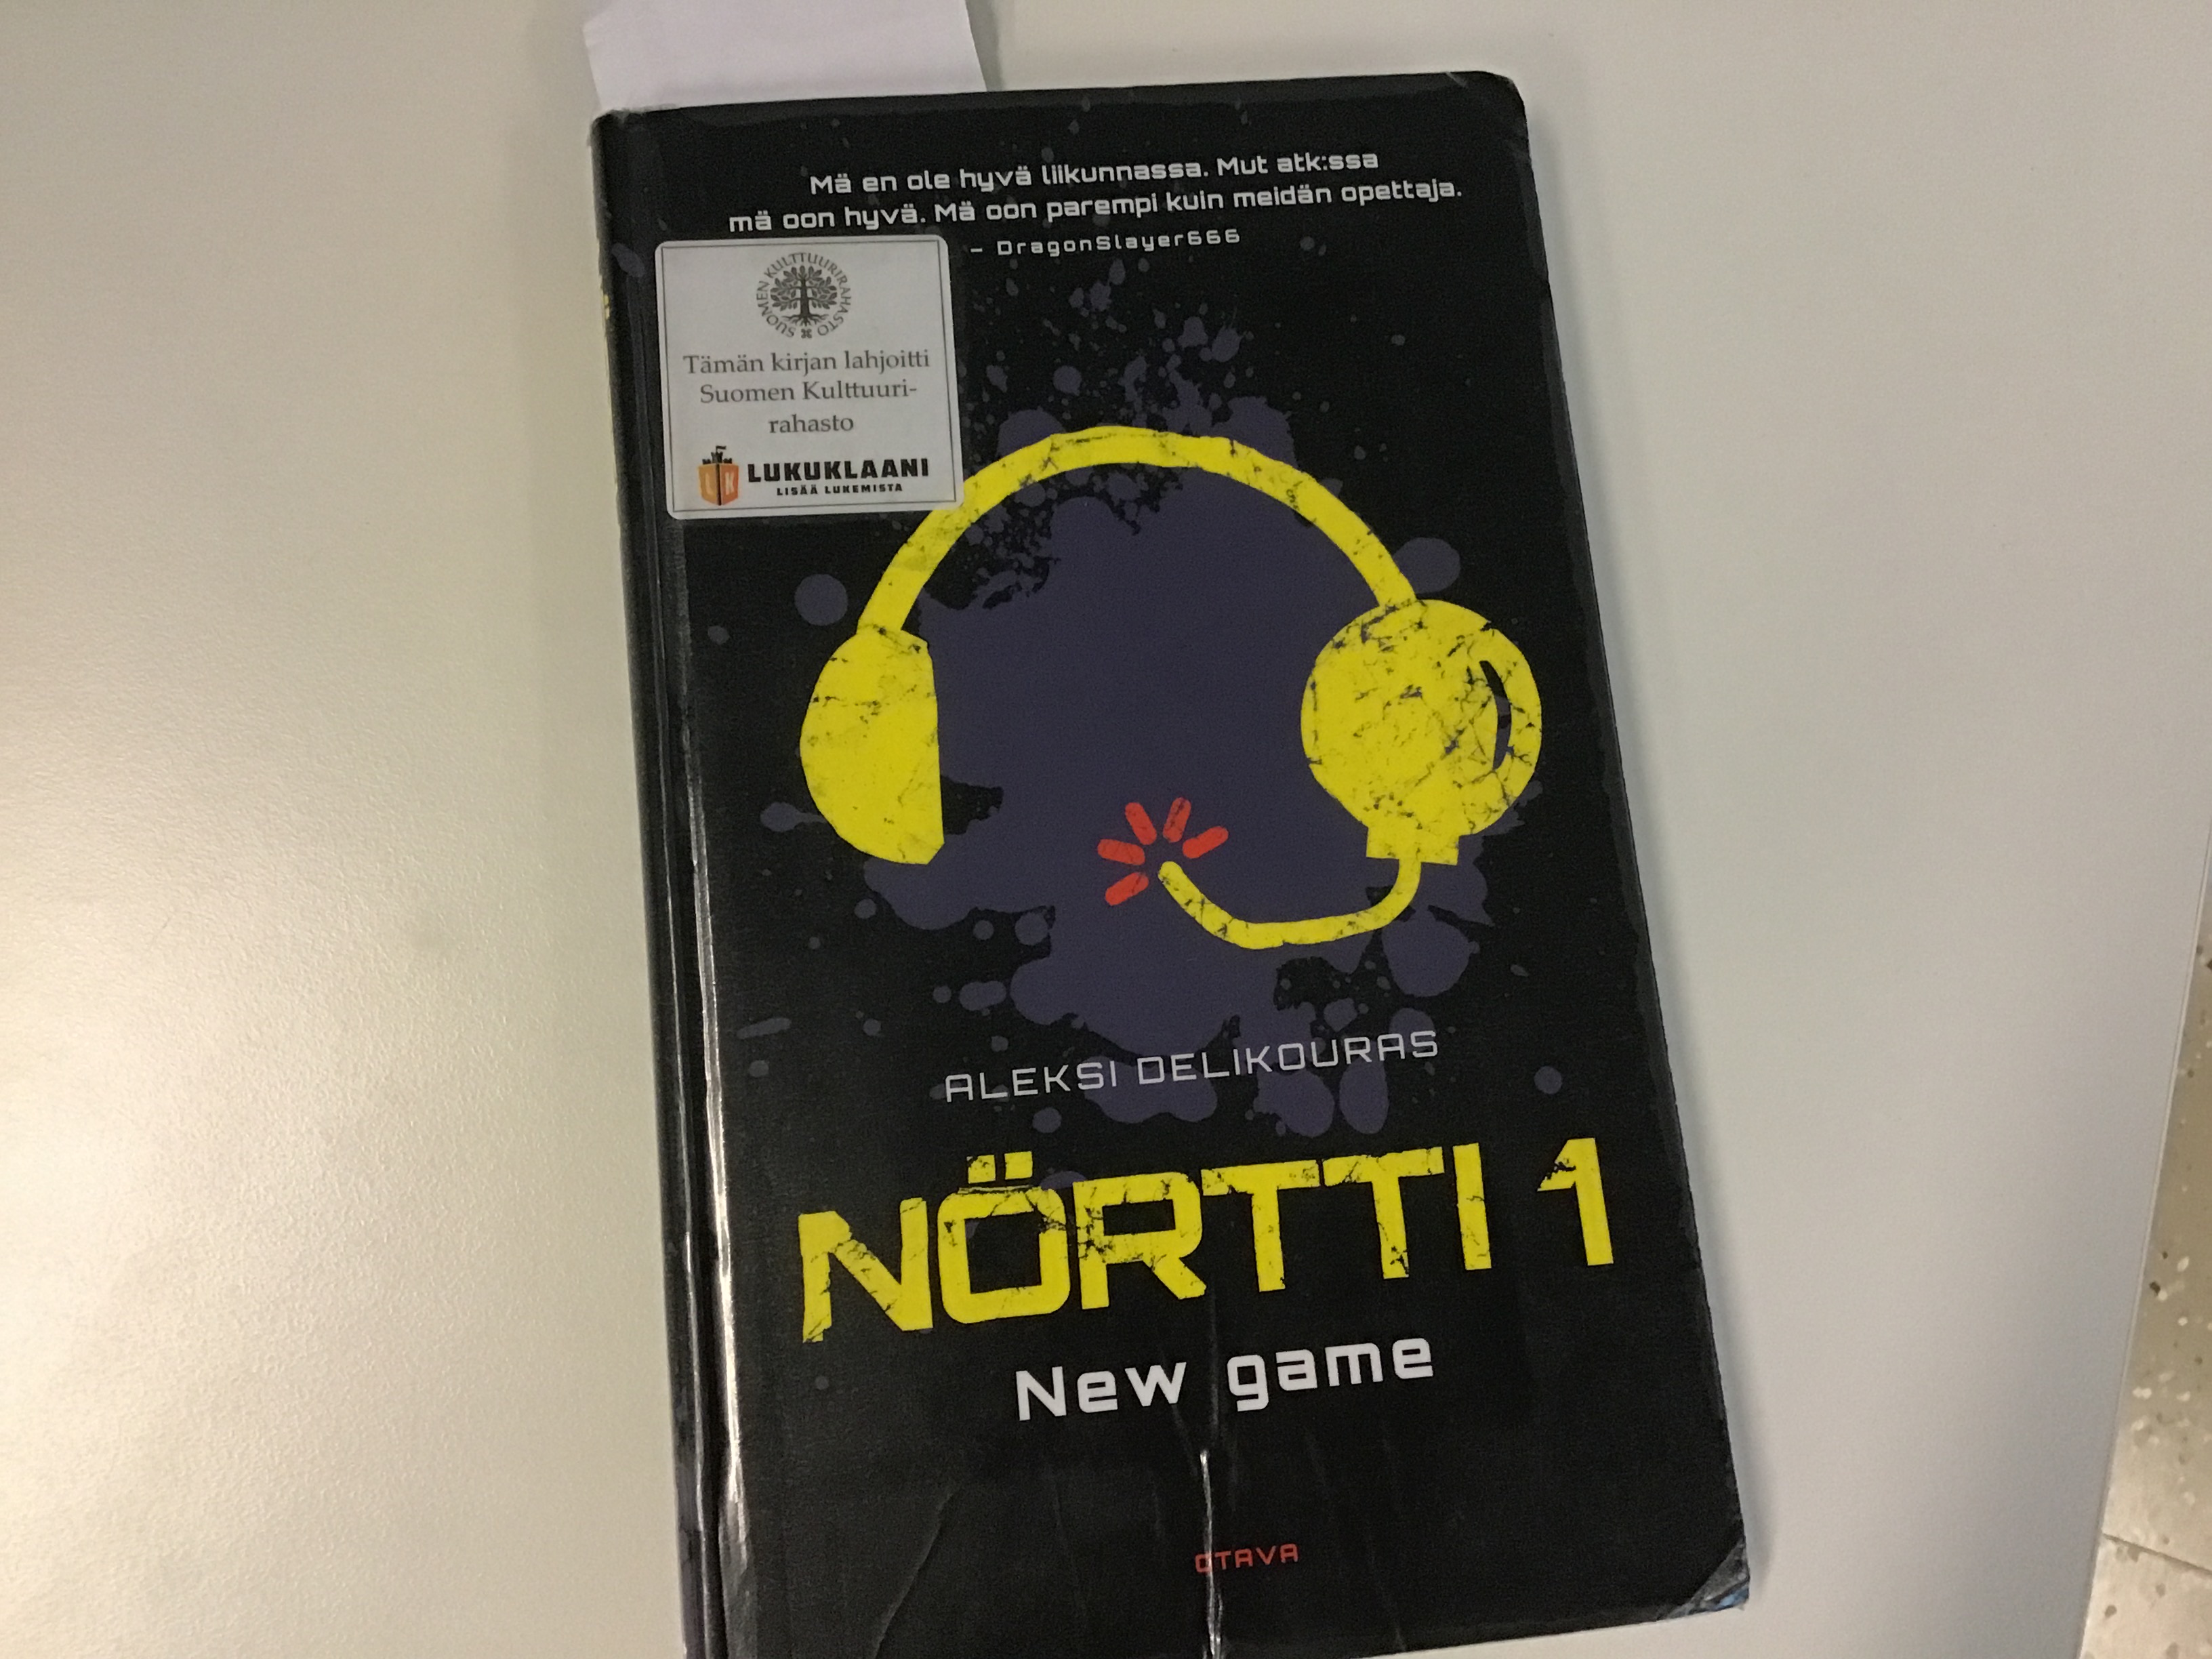 Mä en ole hyvä liikunnassa. Mut atk:ssa
mä oon hyvä. Mä oon parempi kuin meidän opettaja.
– DragonSlayer666
SUOMEN KULTTUURIRAHASTO
Tämän kirjan lahjoitti
Suomen Kulttuuri-
rahasto
LK
LUKUKLAANI
LISÄÄ LUKEMISTA
ALEKSI DELIKOURAS
NÖRTTI 1
New game
OTAVA